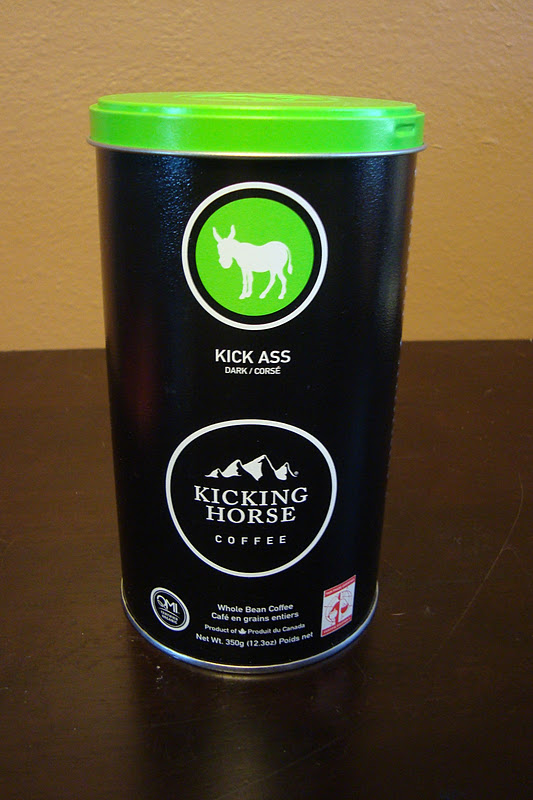 KICK ASS
DARK / CORSÉ
KICKING
HORSE
COFFEE
QMI
Whole Bean Coffee
Café en grains entiers
Product of Produit du Canada
Net Wt. 350g (12.3oz) Poids net